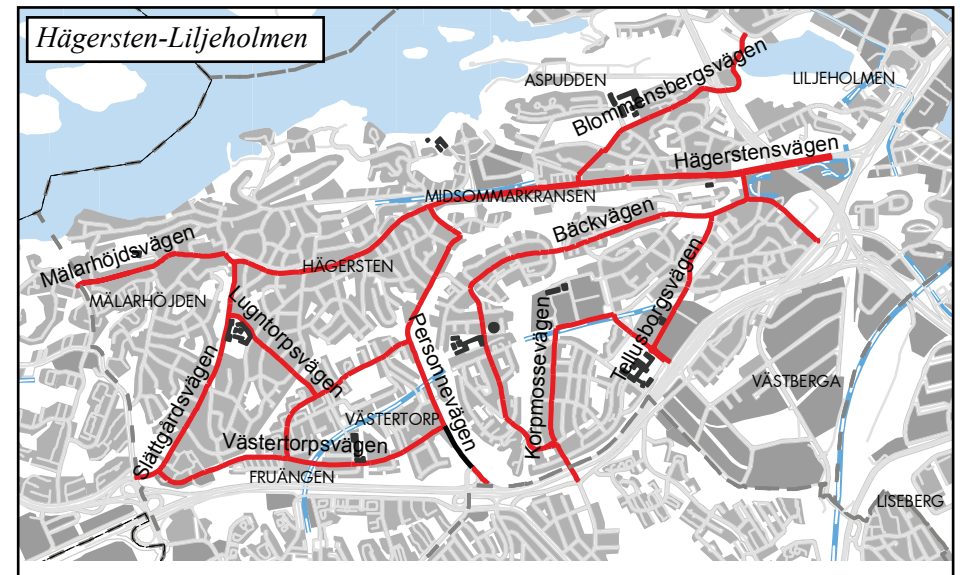 Hägersten-Liljeholmen
Blommensbergsvägen
ASPUDDEN
LILJEHOLMEN
Hägerstensvägen
MIDSOMMARKRANSEN
Bäckvägen
Mälarhöjdsvägen
HÄGERSTEN
MÄLARHÖJDEN
Lugntorpsvägen
Personnevägen
Korpmossevägen
Tellusborgsvägen
Slättgårdsvägen
VÄSTBERGA
VÄSTERTORP
Västertorpsvägen
FRUÄNGEN
LISEBERG